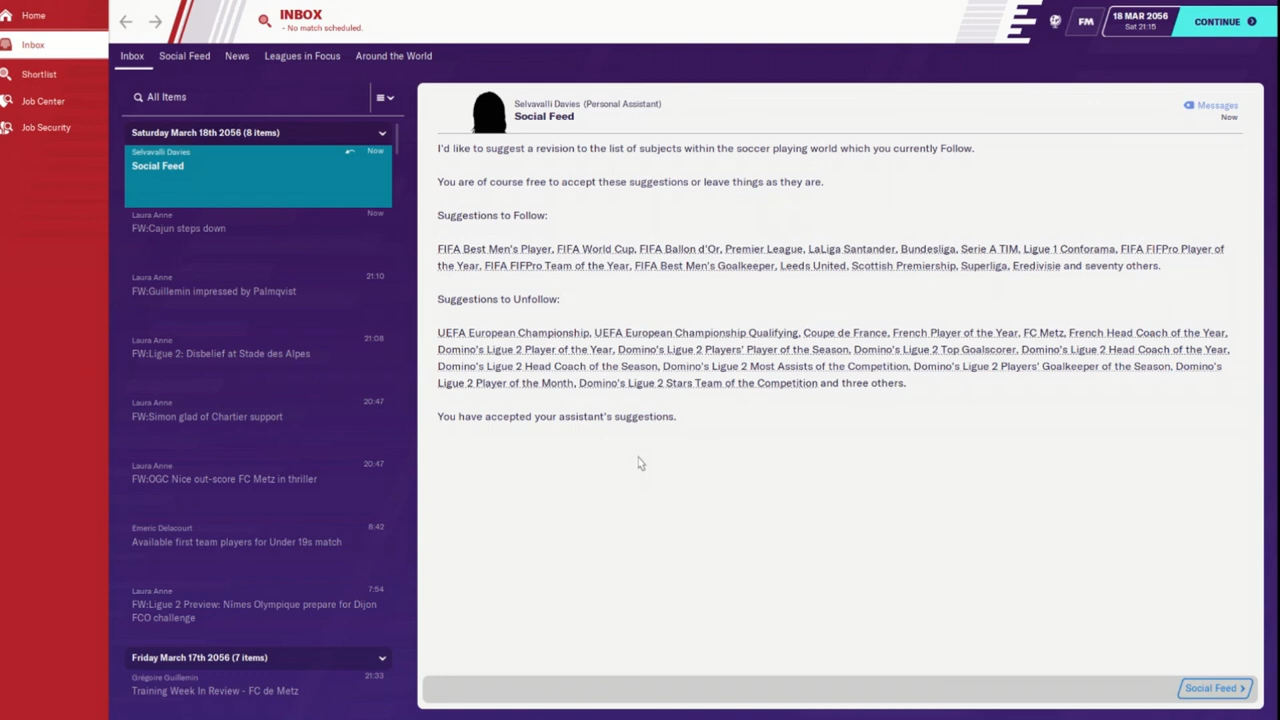 Home
Inbox
Shortlist
Job Center
Job Security
INBOX
- No match scheduled.
FM
18 MAR 2056
Sat 21:15
CONTINUE
Inbox
Social Feed
News
Leagues in Focus
Around the World
All Items
Saturday March 18th 2056 (8 items)
Selvavalli Davies
Now
Social Feed
Laura Anne
Now
FW:Cajun steps down
Laura Anne
21:10
FW:Guillemin impressed by Palmqvist
Laura Anne
21:08
FW:Ligue 2: Disbelief at Stade des Alpes
Laura Anne
20:47
FW:Simon glad of Chartier support
Laura Anne
20:47
FW:OGC Nice out-score FC Metz in thriller
Emeric Delacourt
8:42
Available first team players for Under 19s match
Laura Anne
7:54
FW:Ligue 2 Preview: Nîmes Olympique prepare for Dijon
FCO challenge
Friday March 17th 2056 (7 items)
Grégoire Guillemin
21:33
Training Week In Review - FC de Metz
Selvavalli Davies (Personal Assistant)
Social Feed
Messages
Now
I'd like to suggest a revision to the list of subjects within the soccer playing world which you currently Follow.
You are of course free to accept these suggestions or leave things as they are.
Suggestions to Follow:
FIFA Best Men's Player, FIFA World Cup, FIFA Ballon d'Or, Premier League, LaLiga Santander, Bundesliga, Serie A TIM, Ligue 1 Conforama, FIFA FIFPro Player of
the Year, FIFA FIFPro Team of the Year, FIFA Best Men's Goalkeeper, Leeds United, Scottish Premiership, Superliga, Eredivisie and seventy others.
Suggestions to Unfollow:
UEFA European Championship, UEFA European Championship Qualifying, Coupe de France, French Player of the Year, FC Metz, French Head Coach of the Year,
Domino's Ligue 2 Player of the Year, Domino's Ligue 2 Players' Player of the Season, Domino's Ligue 2 Top Goalscorer, Domino's Ligue 2 Head Coach of the Year,
Domino's Ligue 2 Head Coach of the Season, Domino's Ligue 2 Most Assists of the Competition, Domino's Ligue 2 Players' Goalkeeper of the Season, Domino's
Ligue 2 Player of the Month, Domino's Ligue 2 Stars Team of the Competition and three others.
You have accepted your assistant's suggestions.
Social Feed